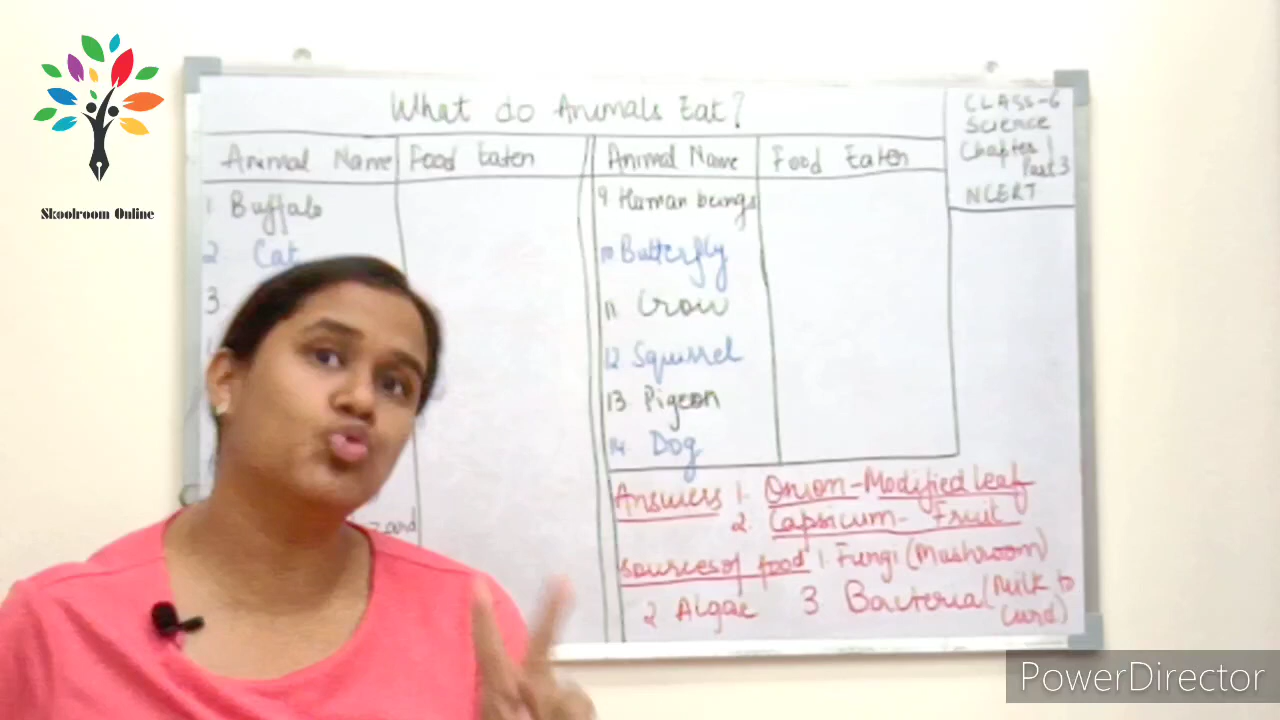 Skoolroom Online
What do Animals Eat?
CLASS-6
Science
Chapter 1
Part 3
NCERT
Animal Name Food Eaten Animal Name Food Eaten
1 Buffalo
2. Cat
3
9 Human beings
10 Butterfly
11 Crow
12 Squirrel
13. Pigeon
14 Dog
Answers 1. Onion - Modified leaf
2. Capsicum - Fruit
sources of food 1. Fungi (Mushroom)
2 Algae 3 Bacteria (Milk to
curd)
zard
PowerDirector